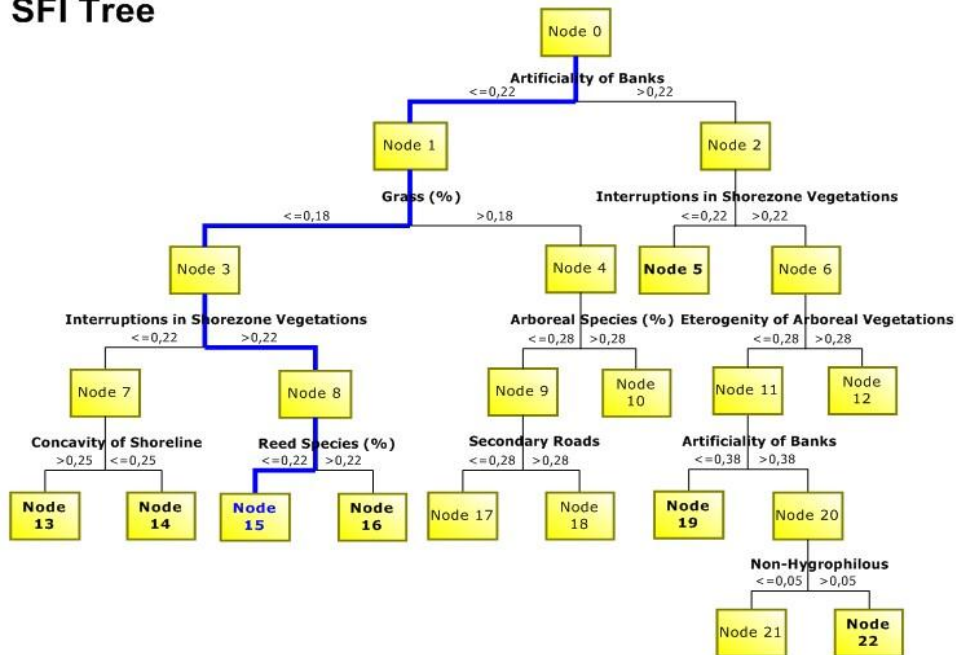 SFI Tree
Node 0
Artificiality of Banks
<=0,22 >0,22
Node 1 Node 2
Grass (%) Interruptions in Shorezone Vegetations
<=0,18 >0,18 <=0,22 >0,22
Node 3 Node 4 Node 5 Node 6
Interruptions in Shorezone Vegetations Arboreal Species (%) Eterogenity of Arboreal Vegetations
<=0,22 >0,22 <=0,28 >0,28 <=0,28 >0,28
Node 7 Node 8 Node 9 Node 10 Node 11 Node 12
Concavity of Shoreline Reed Species (%) Secondary Roads Artificiality of Banks
>0,25 <=0,25 <=0,22 >0,22 <=0,28 >0,28 <=0,38 >0,38
Node 13 Node 14 Node 15 Node 16 Node 17 Node 18 Node 19 Node 20
Non-Hygrophilous
<=0,05 >0,05
Node 21 Node 22